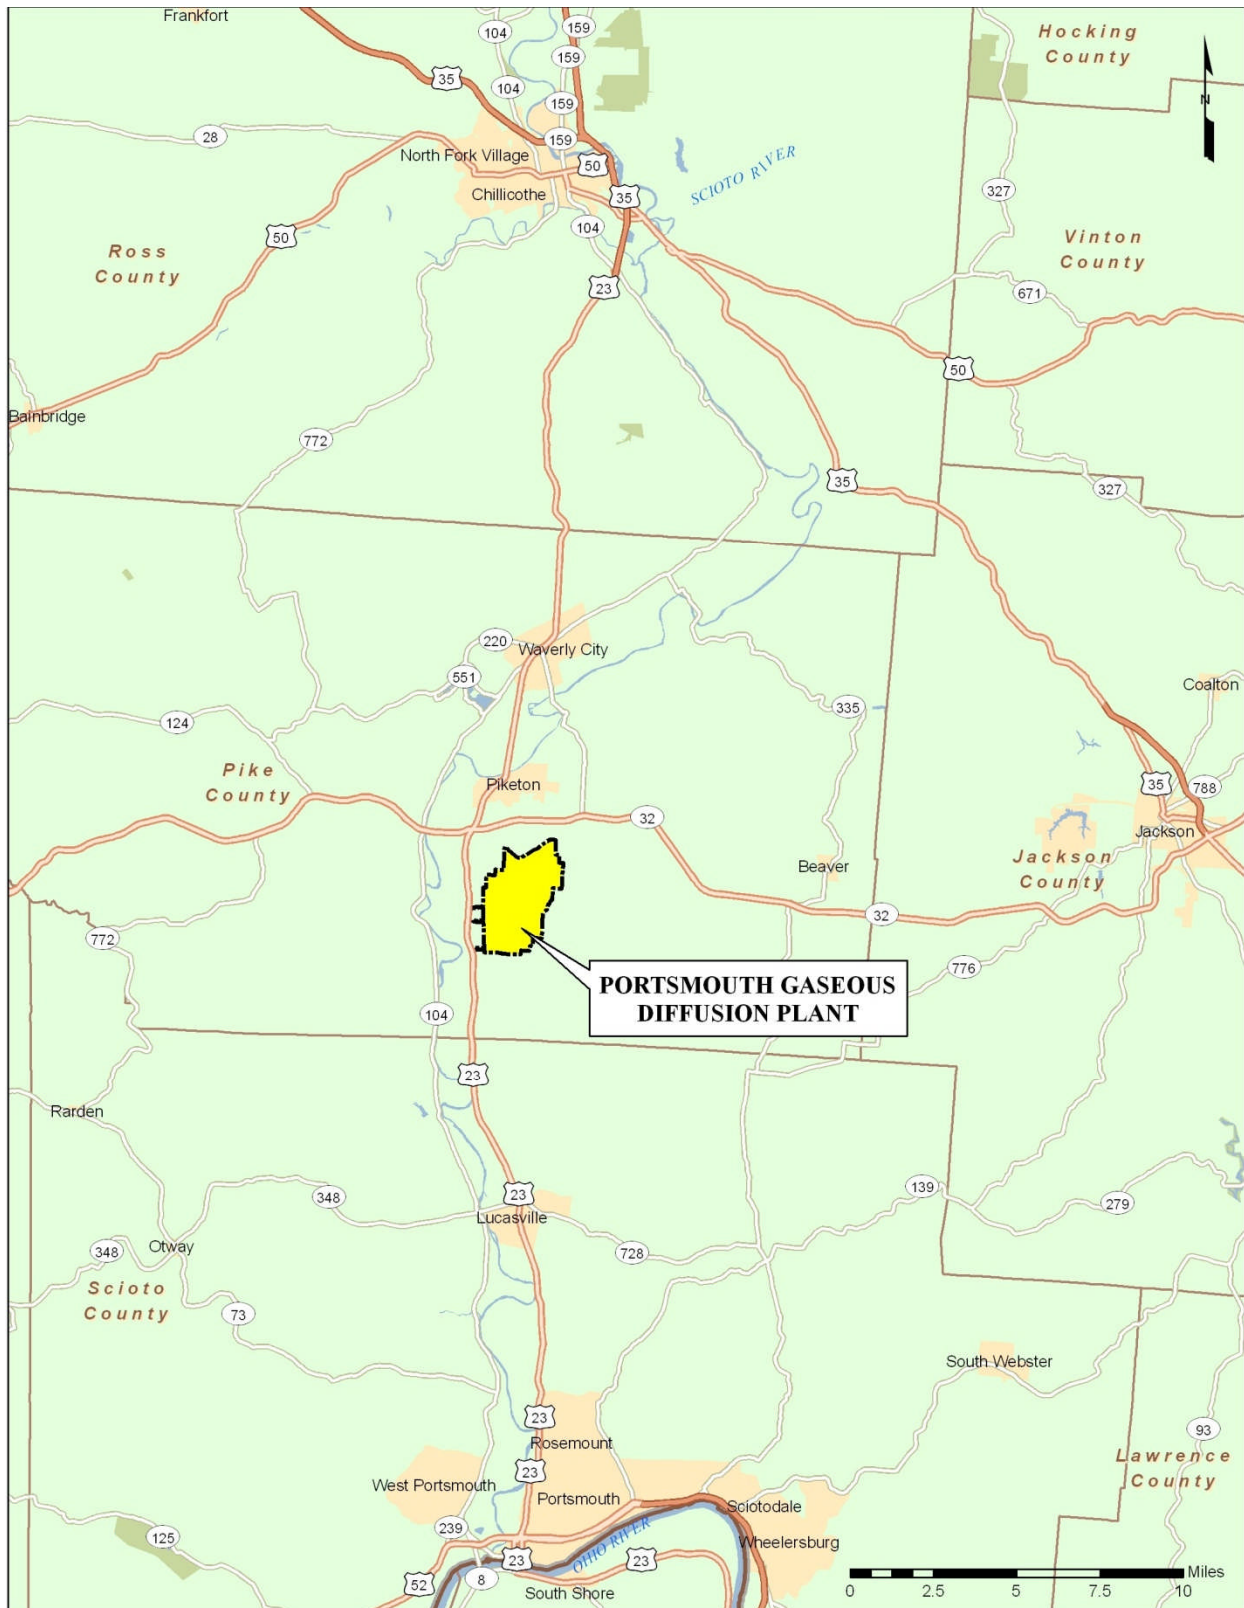 Frankfort
104
159
Hocking
County
159
35
104
159
N
28
159
North Fork Village
50
SCIOTO RIVER
327
Chillicothe
35
104
50
Ross
County
Vinton
County
23
671
50
Bainbridge
772
35
327
220
Waverly City
551
Coalton
335
124
Pike
County
Piketon
35
788
32
Jackson
Jackson
County
Beaver
32
772
776
PORTSMOUTH GASEOUS
DIFFUSION PLANT
104
23
Rarden
139
348
23
279
Lucasville
Otway
348
728
Scioto
County
73
South Webster
23
93
Rosemount
Lawrence
County
23
West Portsmouth
Portsmouth
Sciotodale
239
125
OHIO RIVER
Wheelersburg
23
23
Miles
8
52
South Shore
0 2.5 5 7.5 10